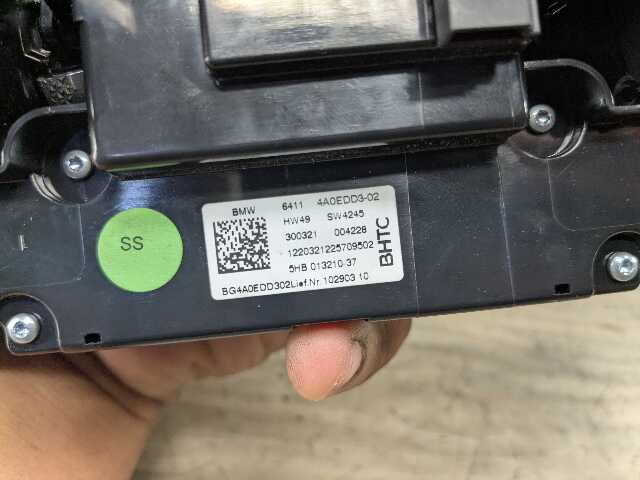 SS
BMW 6411 4A0EDD3-02
HW49 SW4245
300321 004228
1220321225709502
5HB 013210-37
BG4A0EDD302Lief.Nr.102903 10
BHTC